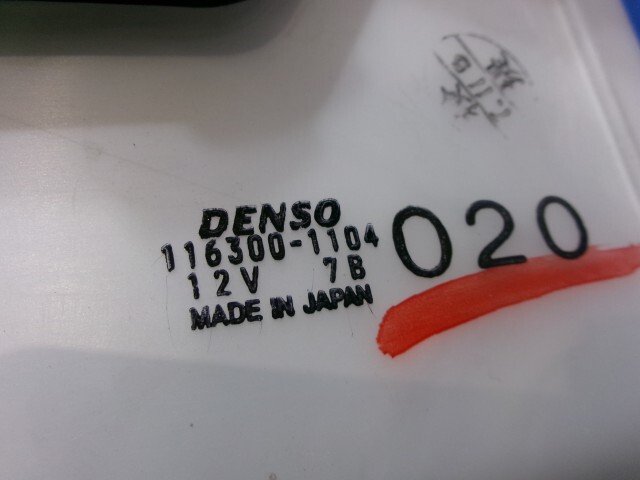 DENSO
116300-1104
12V 7B
MADE IN JAPAN
020